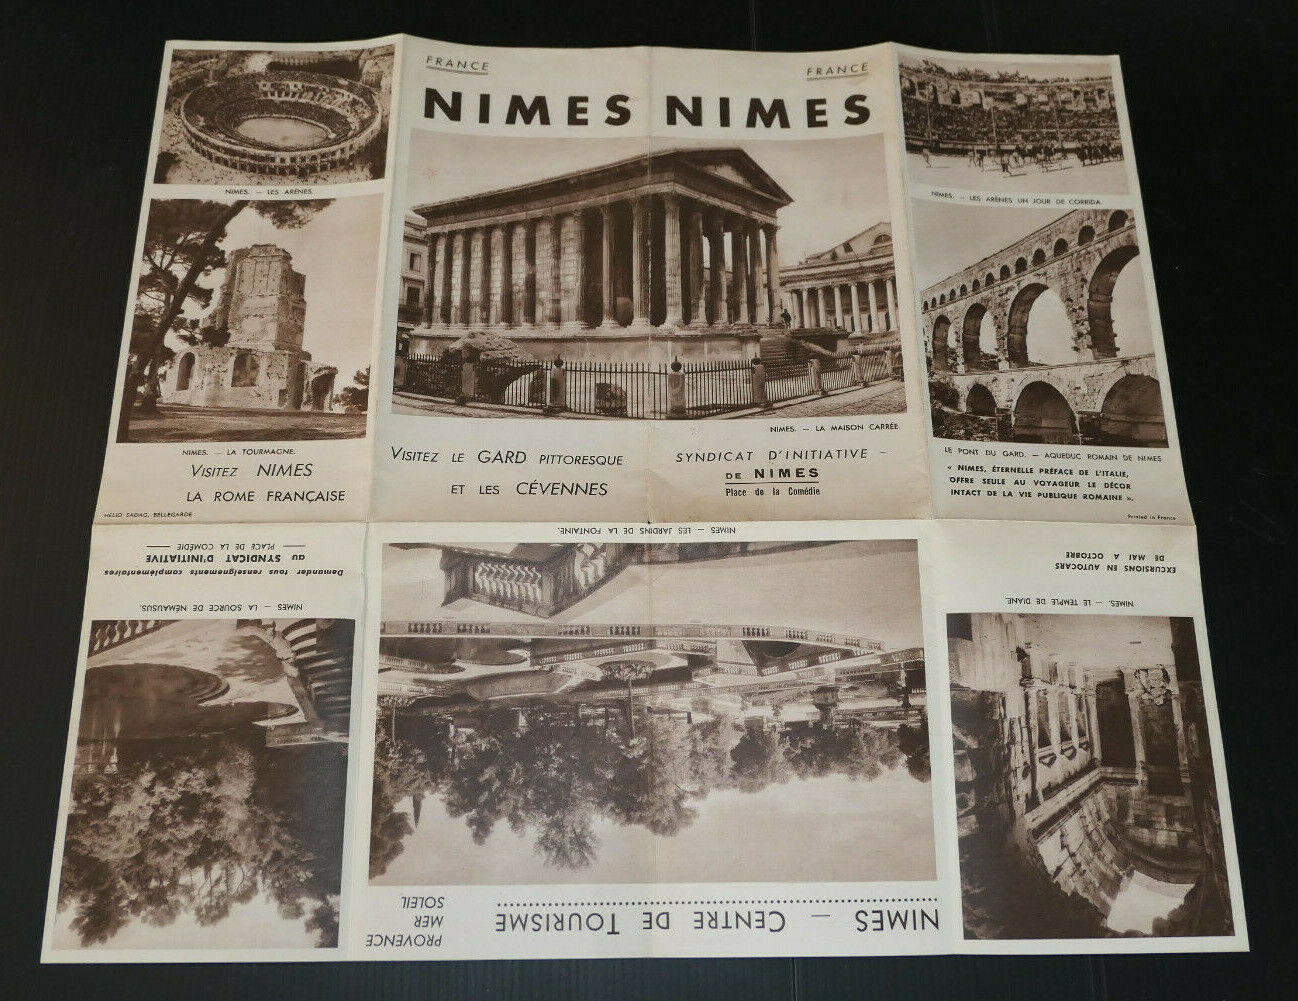 FRANCE
FRANCE
NIMES NIMES
NIMES. — LES ARÈNES.
NIMES. — LES ARÈNES UN JOUR DE CORRIDA.
NIMES. — LA MAISON CARRÉE.
NIMES. — LA TOURMAGNE.
VISITEZ NIMES
LA ROME FRANÇAISE
HELIO SADAG, BELLEGARDE
VISITEZ LE GARD PITTORESQUE
ET LES CÉVENNES
SYNDICAT D'INITIATIVE -
DE NIMES
Place de la Comédie
LE PONT DU GARD. - AQUEDUC ROMAIN DE NIMES
« NIMES, ÉTERNELLE PRÉFACE DE L'ITALIE,
OFFRE SEULE AU VOYAGEUR LE DÉCOR
INTACT DE LA VIE PUBLIQUE ROMAINE ».
Printed in France
NIMES — CENTRE DE TOURISME
PROVENCE
MER
SOLEIL
NIMES — LES JARDINS DE LA FONTAINE.
NIMES. — LE TEMPLE DE DIANE.
EXCURSIONS EN AUTOCARS
DE MAI A OCTOBRE
NIMES — LA SOURCE DE NÉMAUSUS.
Demander tous renseignements complémentaires
au SYNDICAT D'INITIATIVE
— PLACE DE LA COMÉDIE —